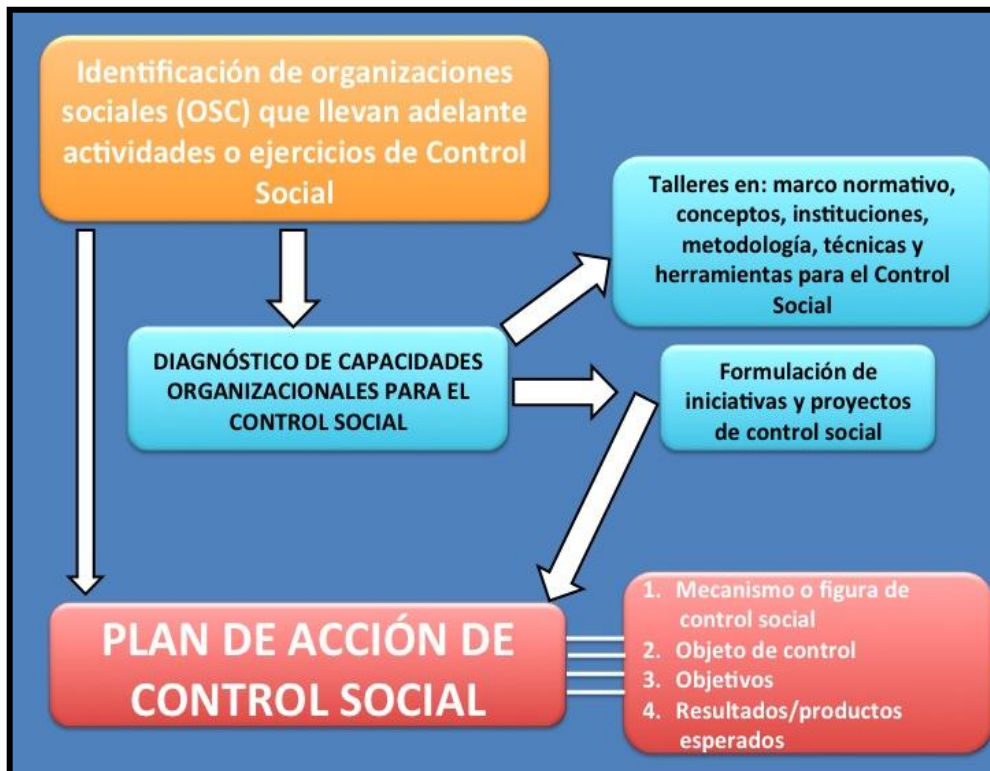 Identificación de organizaciones
sociales (OSC) que llevan adelante
actividades o ejercicios de Control
Social
Talleres en: marco normativo,
conceptos, instituciones,
metodología, técnicas y
herramientas para el Control
Social
DIAGNÓSTICO DE CAPACIDADES
ORGANIZACIONALES PARA EL
CONTROL SOCIAL
Formulación de
iniciativas y proyectos
de control social
PLAN DE ACCIÓN DE
CONTROL SOCIAL
1. Mecanismo o figura de
control social
2. Objeto de control
3. Objetivos
4. Resultados/productos
esperados